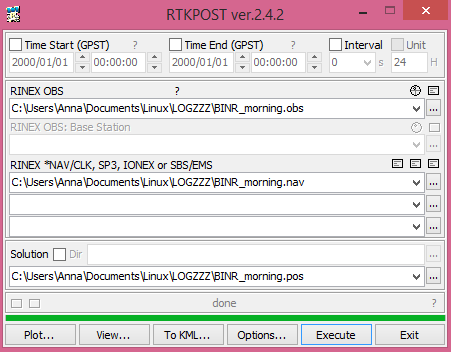 RTKPOST ver.2.4.2
Time Start (GPST) ? Time End (GPST) ? Interval Unit
2000/01/01 00:00:00 2000/01/01 00:00:00 0 s 24 H
RINEX OBS ?
C:\Users\Anna\Documents\Linux\LOGZZZ\BINR_morning.obs ...
RINEX OBS: Base Station
...
RINEX *NAV/CLK, SP3, IONEX or SBS/EMS
C:\Users\Anna\Documents\Linux\LOGZZZ\BINR_morning.nav ...
...
...
Solution Dir ...
C:\Users\Anna\Documents\Linux\LOGZZZ\BINR_morning.pos ...
done ?
Plot... View... To KML... Options... Execute Exit